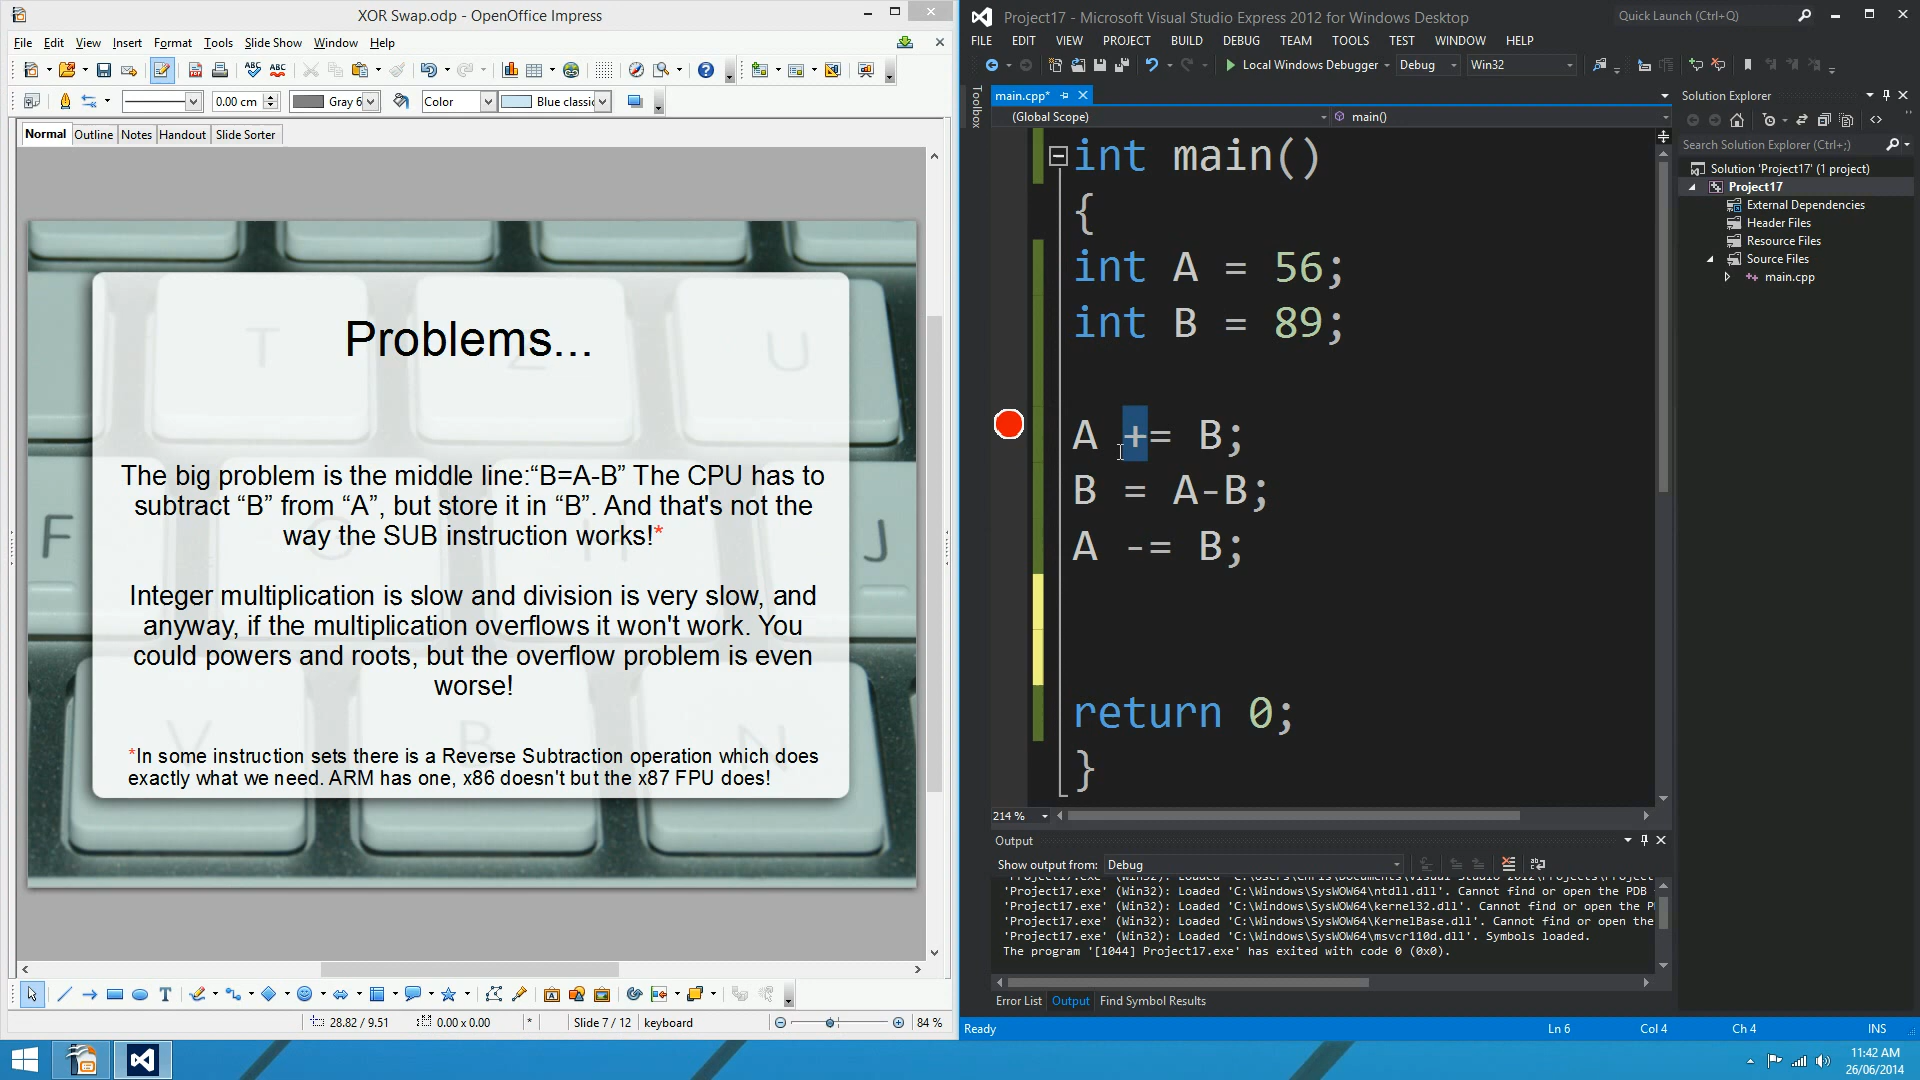 XOR Swap.odp - OpenOffice Impress
File Edit View Insert Format Tools Slide Show Window Help
0.00 cm Gray 6 Color Blue classic
Normal Outline Notes Handout Slide Sorter
Problems...
The big problem is the middle line:“B=A-B” The CPU has to
subtract “B” from “A”, but store it in “B”. And that's not the
way the SUB instruction works!*
Integer multiplication is slow and division is very slow, and
anyway, if the multiplication overflows it won't work. You
could powers and roots, but the overflow problem is even
worse!
*In some instruction sets there is a Reverse Subtraction operation which does
exactly what we need. ARM has one, x86 doesn't but the x87 FPU does!
T Z U
F G H J
V B N
28.82 / 9.51 0.00 x 0.00 * Slide 7 / 12 keyboard 84 %
Project17 - Microsoft Visual Studio Express 2012 for Windows Desktop
Quick Launch (Ctrl+Q)
FILE EDIT VIEW PROJECT BUILD DEBUG TEAM TOOLS TEST WINDOW HELP
Local Windows Debugger Debug Win32
Toolbox
main.cpp*
(Global Scope) main()
int main()
{
int A = 56;
int B = 89;
A += B;
B = A-B;
A -= B;
return 0;
}
214 %
Output
Show output from: Debug
'Project17.exe' (Win32): Loaded 'C:\Users\Chris\Documents\Visual Studio 2012\Projects\Project
'Project17.exe' (Win32): Loaded 'C:\Windows\SysWOW64\ntdll.dll'. Cannot find or open the PDB
'Project17.exe' (Win32): Loaded 'C:\Windows\SysWOW64\kernel32.dll'. Cannot find or open the P
'Project17.exe' (Win32): Loaded 'C:\Windows\SysWOW64\KernelBase.dll'. Cannot find or open the
'Project17.exe' (Win32): Loaded 'C:\Windows\SysWOW64\msvcr110d.dll'. Symbols loaded.
The program '[1044] Project17.exe' has exited with code 0 (0x0).
Error List Output Find Symbol Results
Solution Explorer
Search Solution Explorer (Ctrl+;)
Solution 'Project17' (1 project)
Project17
External Dependencies
Header Files
Resource Files
Source Files
main.cpp
Ready Ln 6 Col 4 Ch 4 INS
11:42 AM
26/06/2014